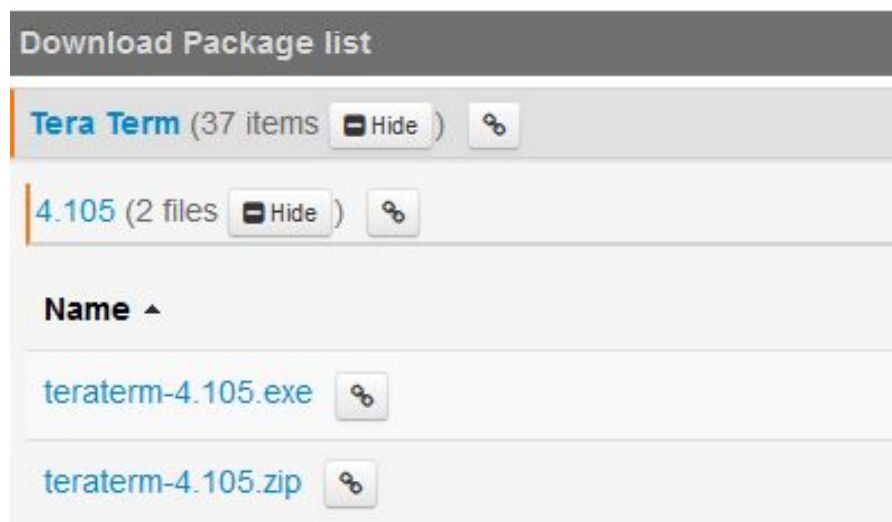 Download Package list
Tera Term (37 items Hide )
4.105 (2 files Hide )
Name
teraterm-4.105.exe
teraterm-4.105.zip